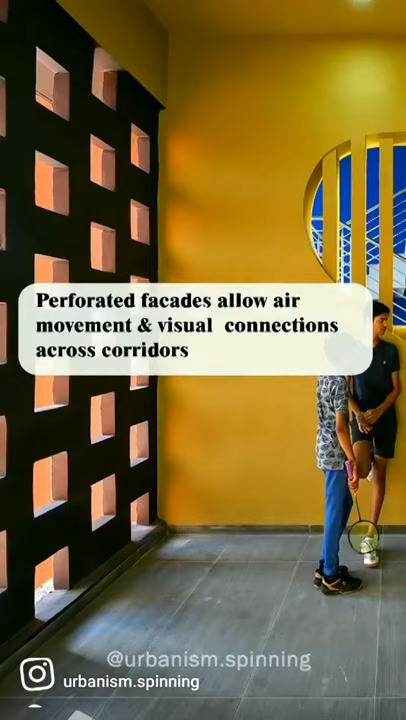 Perforated facades allow air
movement & visual connections
across corridors
@urbanism.spinning
urbanism.spinning